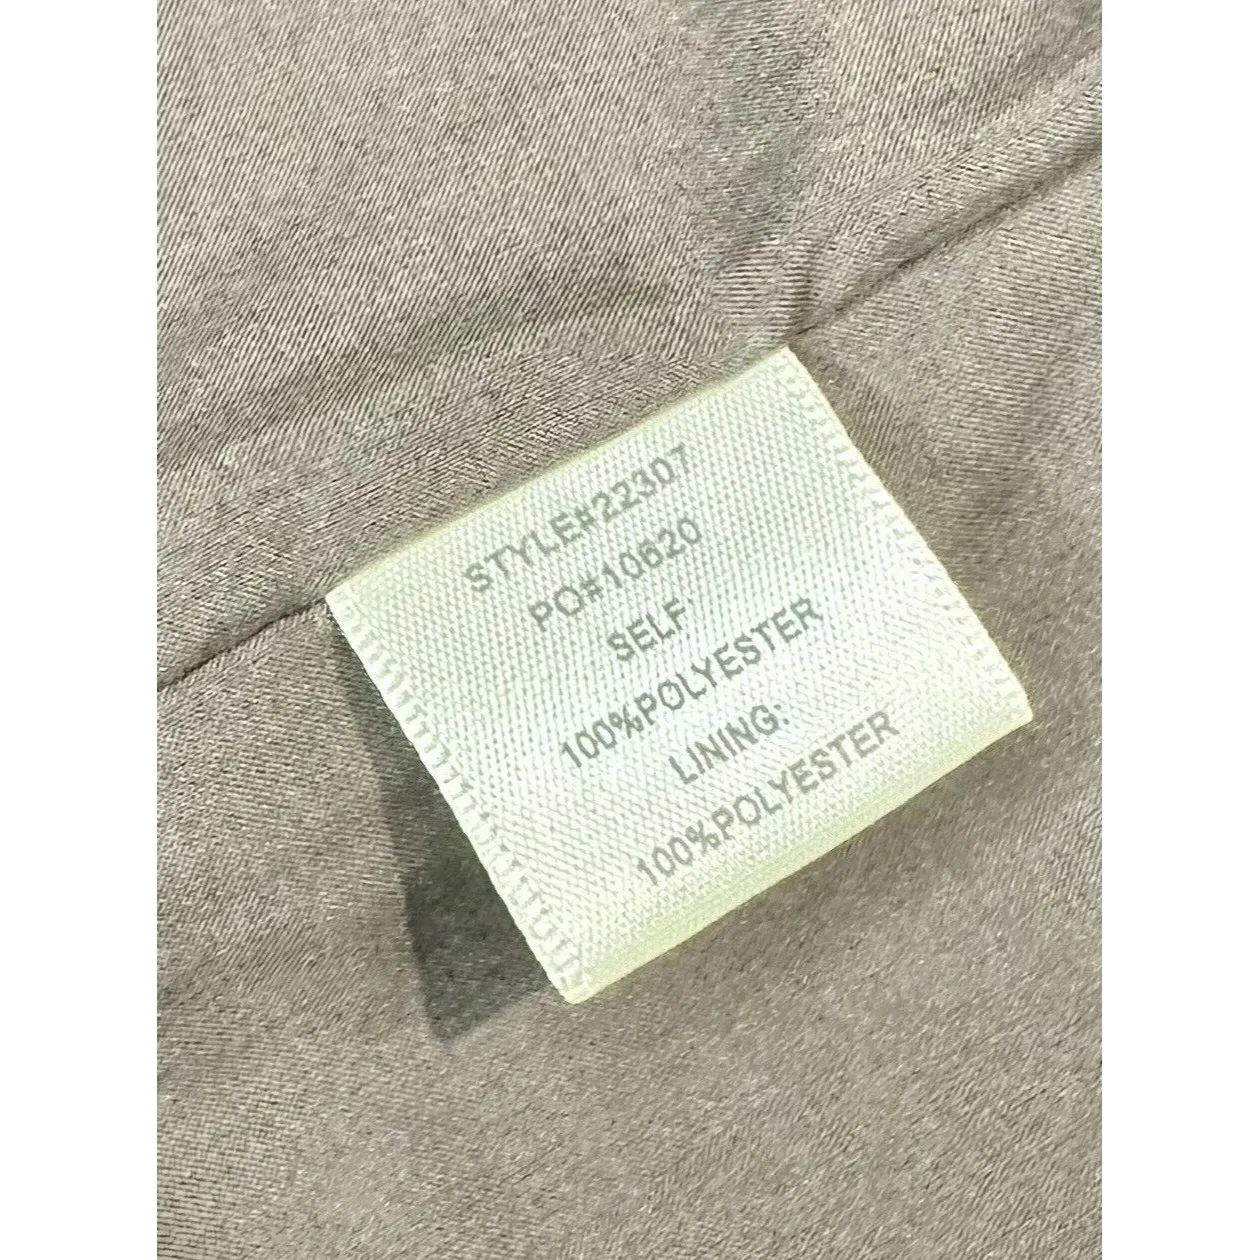 STYLE#22307
PO#10620
SELF:
100%POLYESTER
LINING:
100%POLYESTER